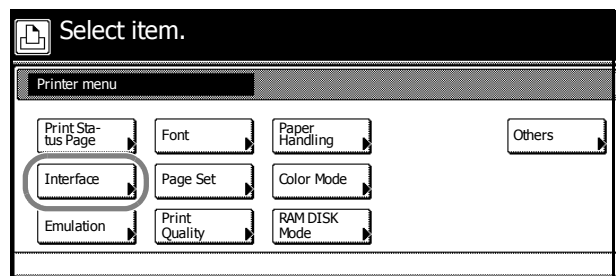 Select item.
Printer menu
Print Sta-
tus Page
Font
Paper
Handling
Others
Interface
Page Set
Color Mode
Emulation
Print
Quality
RAM DISK
Mode